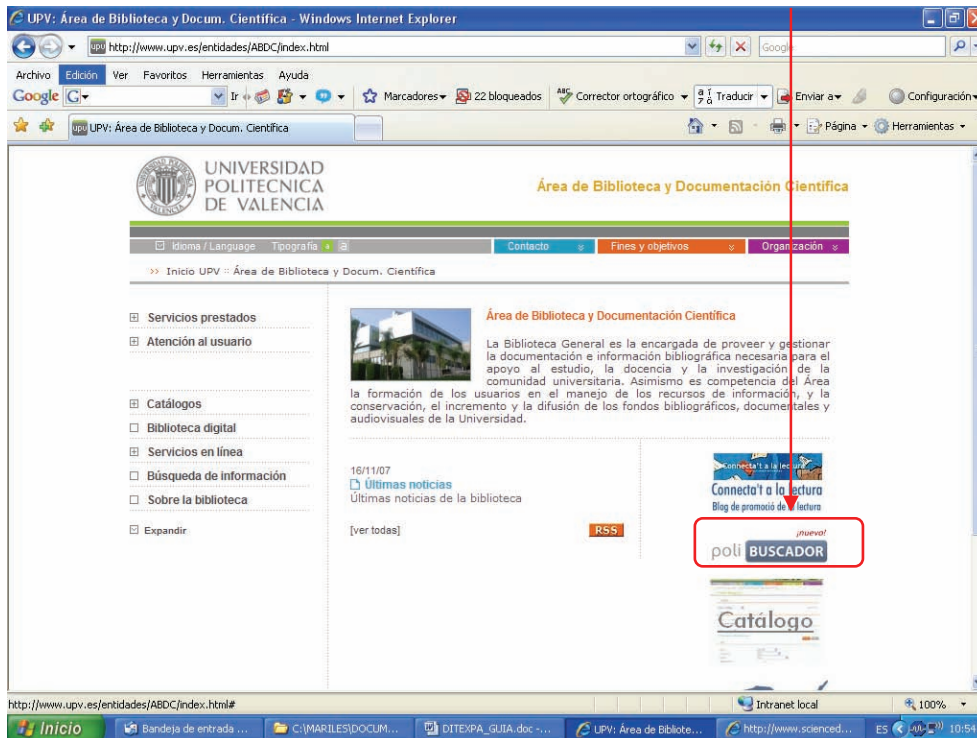 UPV: Área de Biblioteca y Docum. Científica - Windows Internet Explorer
http://www.upv.es/entidades/ABDC/index.html
Google
Archivo Edición Ver Favoritos Herramientas Ayuda
Google G Ir Marcadores 22 bloqueados Corrector ortográfico Traducir Enviar a Configuración
UPV: Área de Biblioteca y Docum. Científica Página Herramientas
UNIVERSIDAD
POLITECNICA
DE VALENCIA
Área de Biblioteca y Documentación Científica
Idioma / Language Tipografía Contacto Fines y objetivos Organización
>> Inicio UPV :: Área de Biblioteca y Docum. Científica
Servicios prestados
Atención al usuario
Catálogos
Biblioteca digital
Servicios en línea
Búsqueda de información
Sobre la biblioteca
Expandir
Área de Biblioteca y Documentación Científica
La Biblioteca General es la encargada de proveer y gestionar
la documentación e información bibliográfica necesaria para el
apoyo al estudio, la docencia y la investigación de la
comunidad universitaria. Asimismo es competencia del Área
la formación de los usuarios en el manejo de los recursos de información, y la
conservación, el incremento y la difusión de los fondos bibliográficos, documentales y
audiovisuales de la Universidad.
16/11/07
Últimas noticias
Últimas noticias de la biblioteca
[ver todas] RSS
Connecta't a la lectura
Connecta't a la lectura
Blog de promoció de la lectura
¡nuevo!
poli BUSCADOR
Catálogo
http://www.upv.es/entidades/ABDC/index.html# Intranet local 100%
Inicio Bandeja de entrada ... C:\MARILES\DOCUM... DITEXPA_GUIA.doc -... UPV: Área de Bibliote... http://www.scienced... ES 10:54